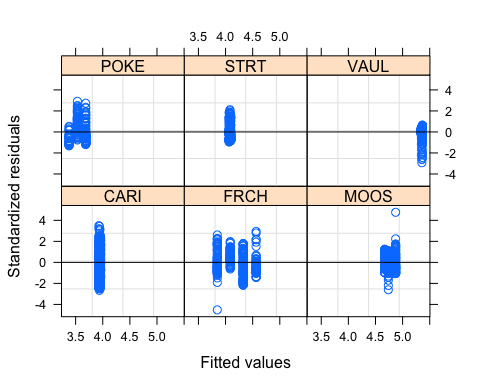 3.5 4.0 4.5 5.0
POKE STRT VAUL
4
2
0
-2
-4
CARI FRCH MOOS
4
2
0
-2
-4
3.5 4.0 4.5 5.0 3.5 4.0 4.5 5.0
Standardized residuals
Fitted values